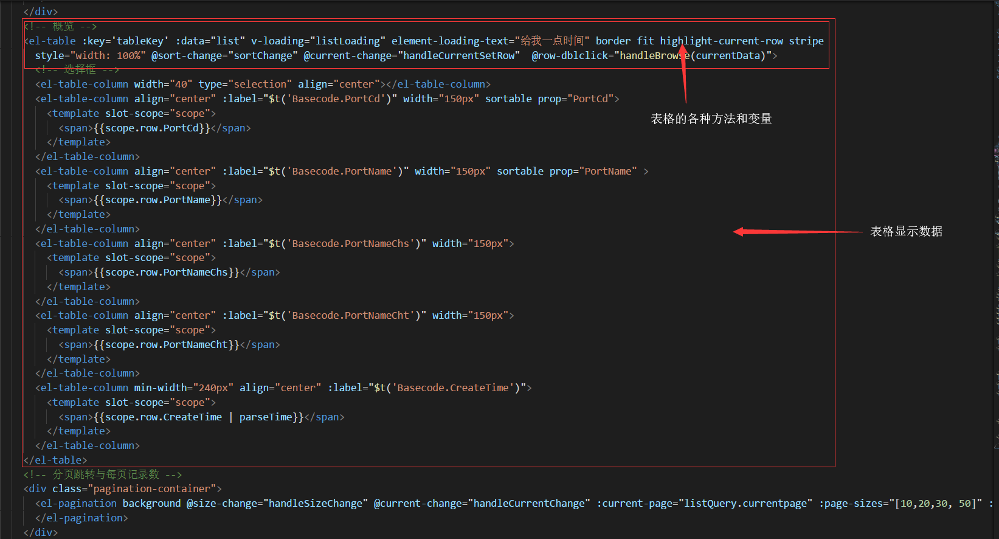 </div>
<!-- 概览 -->
<el-table :key='tableKey' :data="list" v-loading="listLoading" element-loading-text="给我一点时间" border fit highlight-current-row stripe
style="width: 100%" @sort-change="sortChange" @current-change="handleCurrentSetRow"  @row-dblclick="handleBrowse(currentData)">
<!-- 选择框 -->
<el-table-column width="40" type="selection" align="center"></el-table-column>
<el-table-column align="center" :label="$t('Basecode.PortCd')" width="150px" sortable prop="PortCd">
<template slot-scope="scope">
表格的各种方法和变量
<span>{{scope.row.PortCd}}</span>
</template>
</el-table-column>
<el-table-column align="center" :label="$t('Basecode.PortName')" width="150px" sortable prop="PortName" >
<template slot-scope="scope">
<span>{{scope.row.PortName}}</span>
</template>
</el-table-column>
表格显示数据
<el-table-column align="center" :label="$t('Basecode.PortNameChs')" width="150px">
<template slot-scope="scope">
<span>{{scope.row.PortNameChs}}</span>
</template>
</el-table-column>
<el-table-column align="center" :label="$t('Basecode.PortNameCht')" width="150px">
<template slot-scope="scope">
<span>{{scope.row.PortNameCht}}</span>
</template>
</el-table-column>
<el-table-column min-width="240px" align="center" :label="$t('Basecode.CreateTime')">
<template slot-scope="scope">
<span>{{scope.row.CreateTime | parseTime}}</span>
</template>
</el-table-column>
</el-table>
<!-- 分页跳转与每页记录数 -->
<div class="pagination-container">
<el-pagination background @size-change="handleSizeChange" @current-change="handleCurrentChange" :current-page="listQuery.currentpage" :page-sizes="[10,20,30, 50]" :
</el-pagination>
</div>